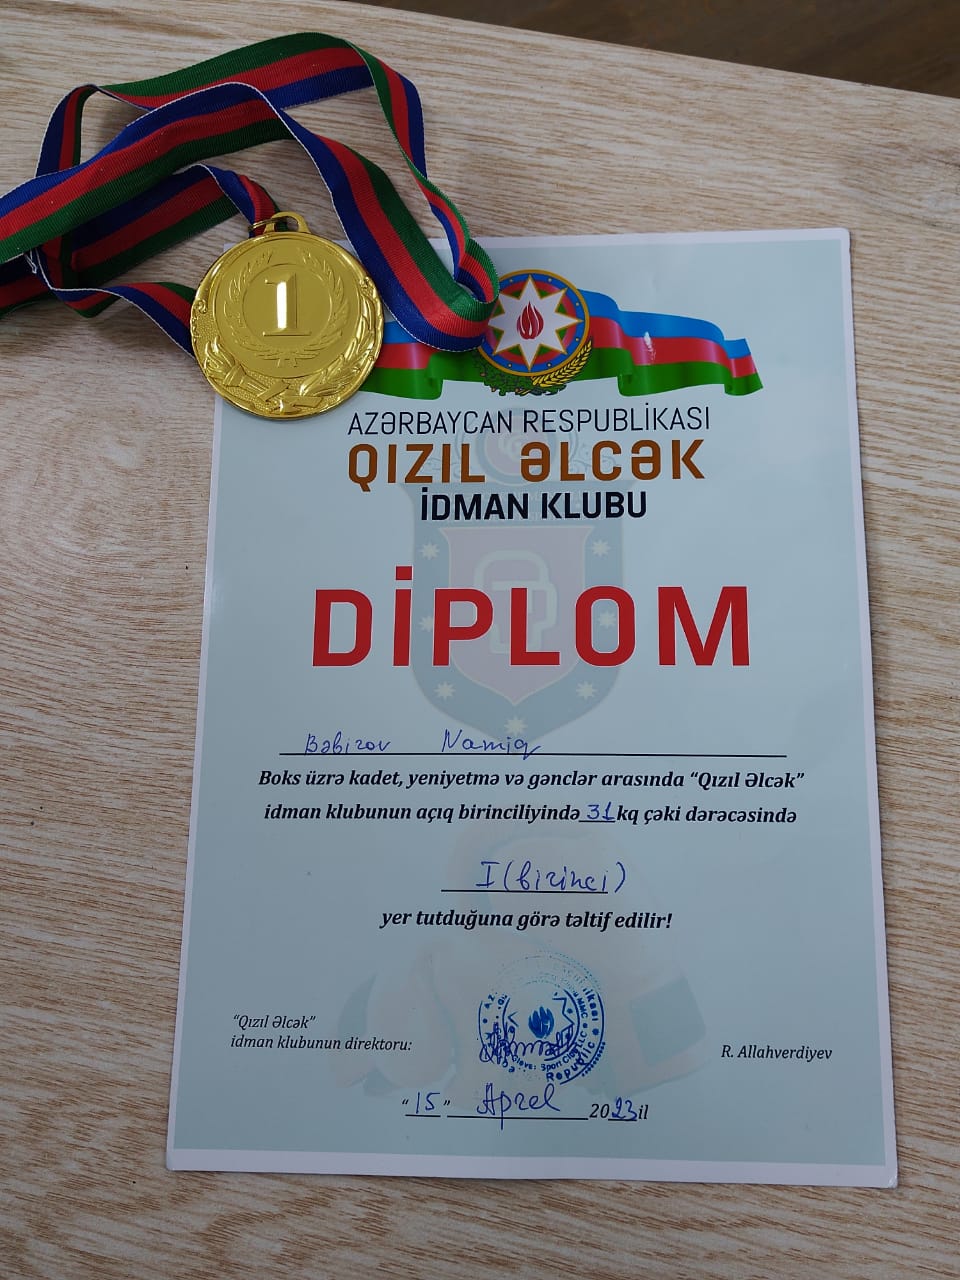 1
AZƏRBAYCAN RESPUBLİKASI
QIZIL ƏLCƏK
İDMAN KLUBU
DİPLOM
Bəbirov Namiq
Boks üzrə kadet, yeniyetmə və gənclər arasında “Qızıl Əlcək”
idman klubunun açıq birinciliyində 31 kq çəki dərəcəsində
I (birinci)
yer tutduğuna görə təltif edilir!
“Qızıl Əlcək”
idman klubunun direktoru:
R. Allahverdiyev
“15” Aprel 2023 il